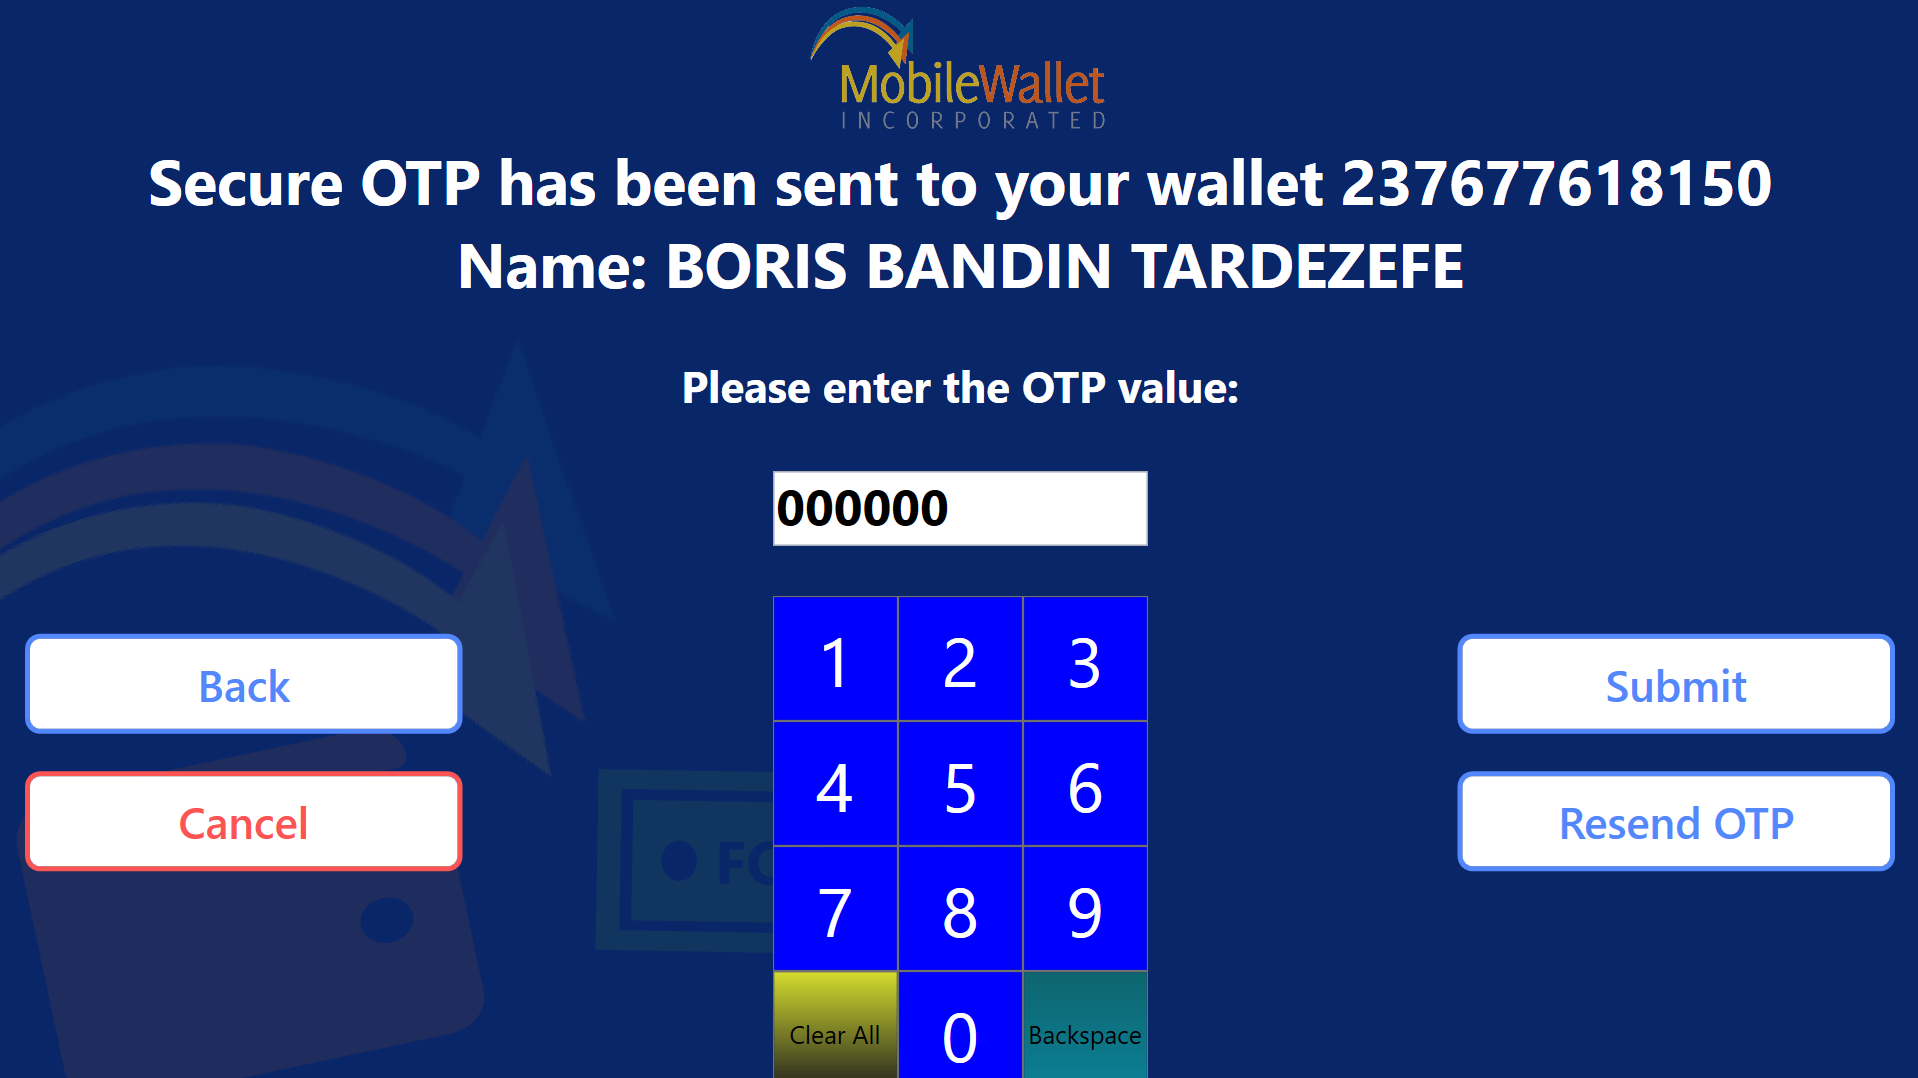 MobileWallet
INCORPORATED
Secure OTP has been sent to your wallet 237677618150
Name: BORIS BANDIN TARDEZEFE
Please enter the OTP value:
000000
1 2 3
Back
Submit
4 5 6
Cancel
Resend OTP
7 8 9
Clear All 0 Backspace